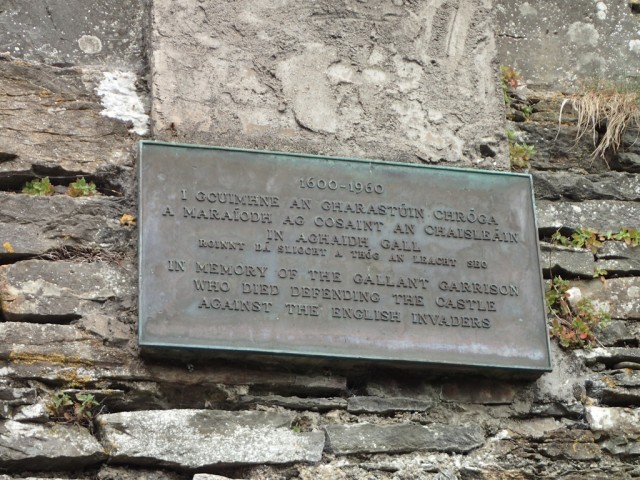 1600-1960
I GCUIMHNE AN GHARASTÚIN CHRÓGA
A MARAÍODH AG COSAINT AN CHAISLEÁIN
IN AGHAIDH GALL
ROINNT DÁ SLIOCHT A THÓG AN LEACHT SEO
IN MEMORY OF THE GALLANT GARRISON
WHO DIED DEFENDING THE CASTLE
AGAINST THE ENGLISH INVADERS